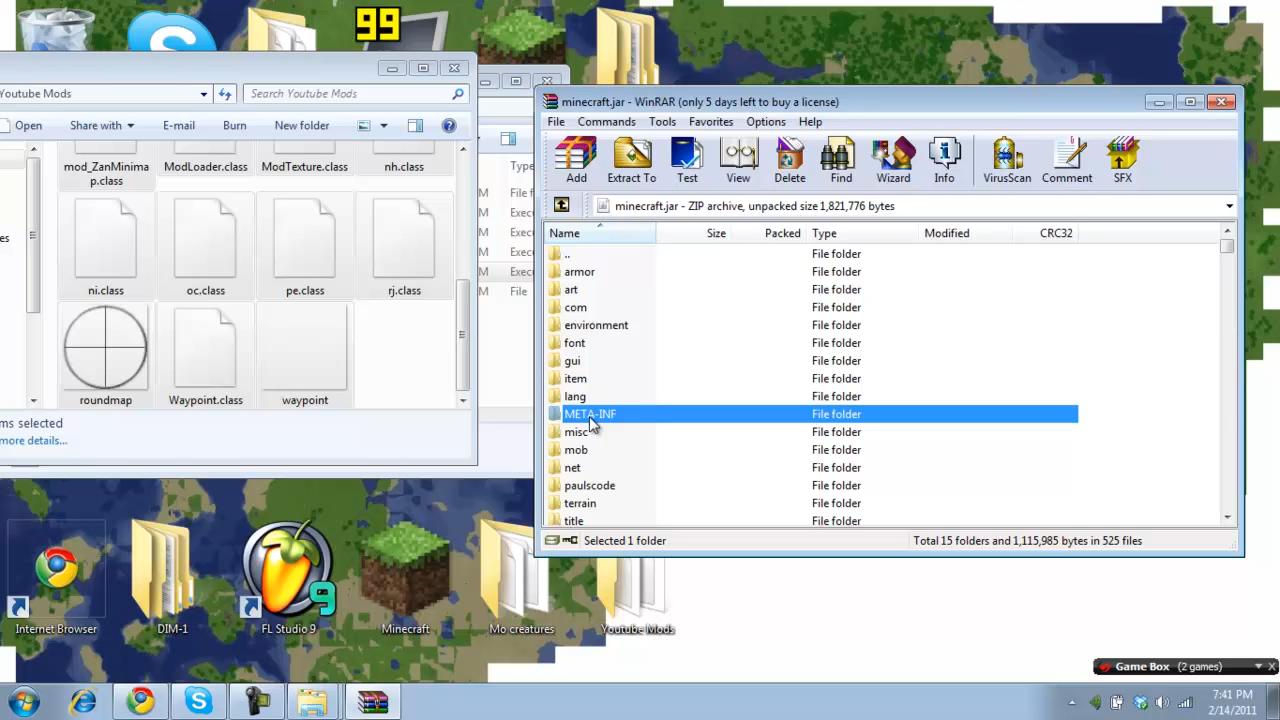 99
Youtube Mods
Search Youtube Mods
Open
Share with
E-mail
Burn
New folder
mod_ZanMinima
p.class
ModLoader.class
ModTexture.class
nh.class
ni.class
oc.class
pe.class
rj.class
roundmap
Waypoint.class
waypoint
ms selected
more details...
es
Type
M File f
M Execu
M Execu
M Execu
M Execu
M File
minecraft.jar - WinRAR (only 5 days left to buy a license)
File Commands Tools Favorites Options Help
Add Extract To Test View Delete Find Wizard Info VirusScan Comment SFX
minecraft.jar - ZIP archive, unpacked size 1,821,776 bytes
Name Size Packed Type Modified CRC32
.. File folder
armor File folder
art File folder
com File folder
environment File folder
font File folder
gui File folder
item File folder
lang File folder
META-INF File folder
misc File folder
mob File folder
net File folder
paulscode File folder
terrain File folder
title File folder
Selected 1 folder Total 15 folders and 1,115,985 bytes in 525 files
9
Internet Browser DIM-1 FL Studio 9 Minecraft Mo creatures Youtube Mods
Game Box (2 games)
7:41 PM
2/14/2011